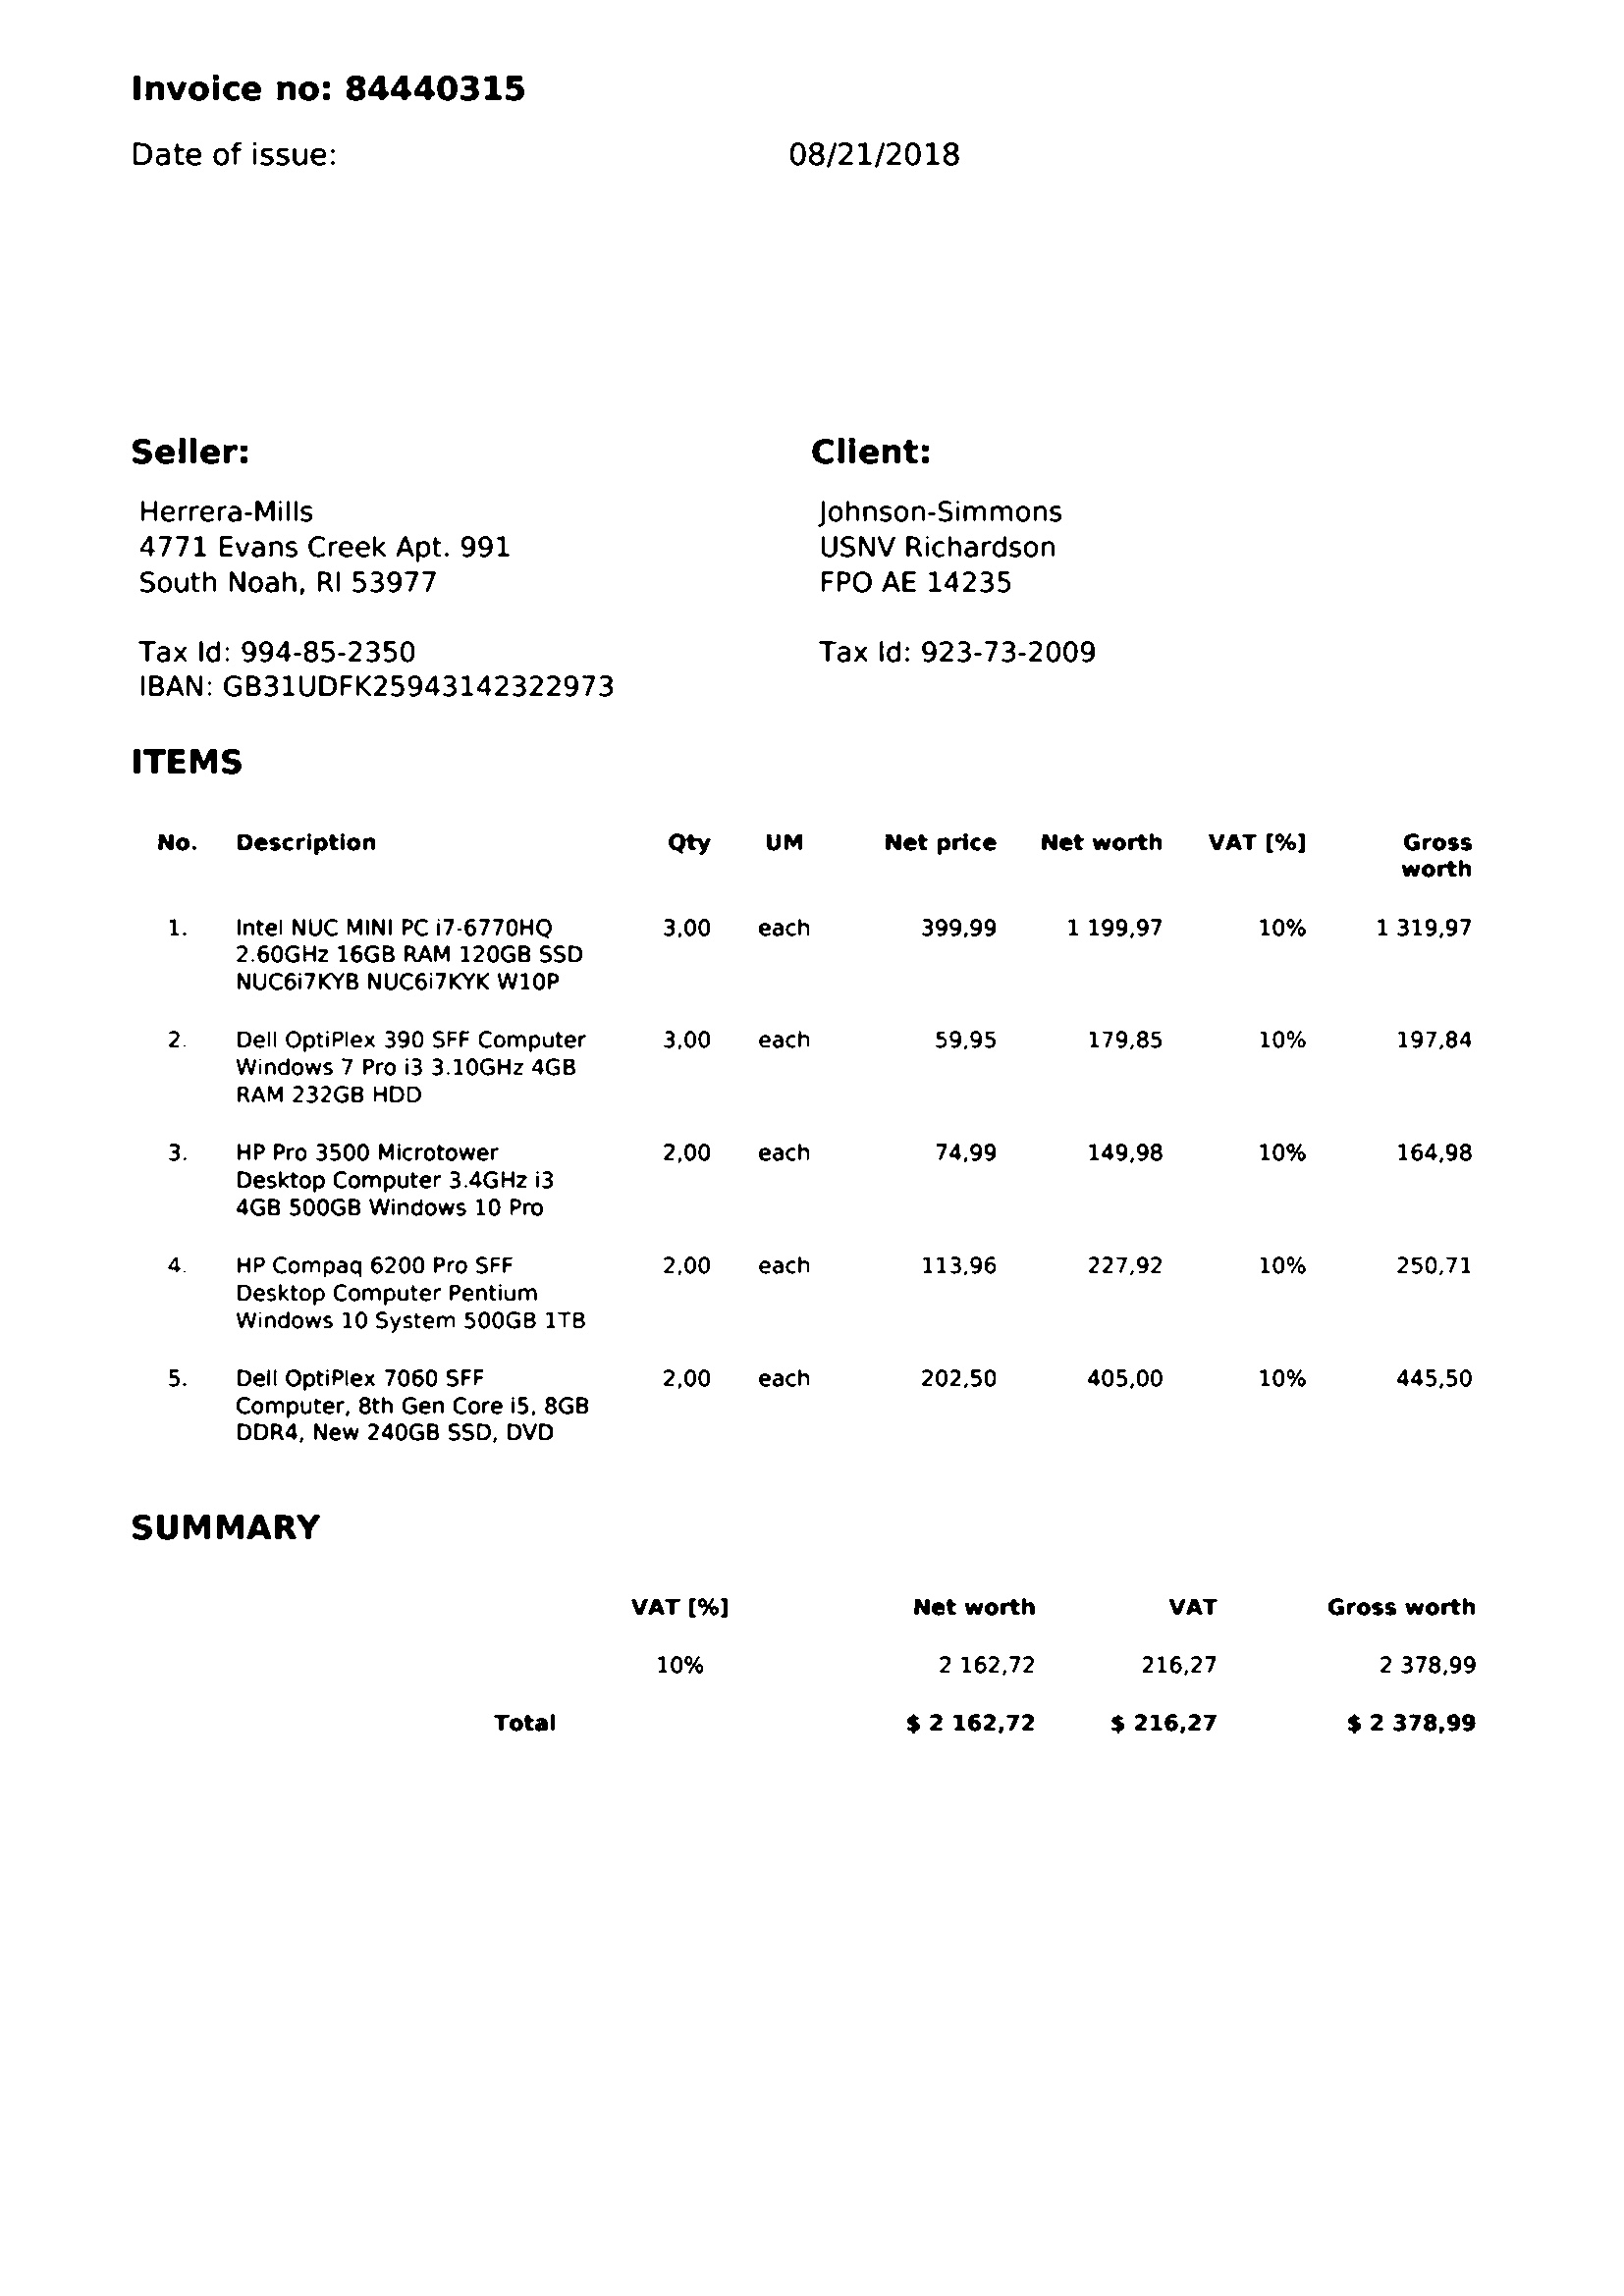 Invoice no: 84440315
Date of issue: 08/21/2018
Seller: Client:
Herrera-Mills Johnson-Simmons
4771 Evans Creek Apt. 991 USNV Richardson
South Noah, RI 53977 FPO AE 14235
Tax Id: 994-85-2350 Tax Id: 923-73-2009
IBAN: GB31UDFK25943142322973
ITEMS
No. Description Qty UM Net price Net worth VAT [%] Gross
worth
1. Intel NUC MINI PC i7-6770HQ 3,00 each 399,99 1 199,97 10% 1 319,97
2.60GHz 16GB RAM 120GB SSD
NUC6i7KYB NUC6i7KYK W10P
2. Dell OptiPlex 390 SFF Computer 3,00 each 59,95 179,85 10% 197,84
Windows 7 Pro i3 3.10GHz 4GB
RAM 232GB HDD
3. HP Pro 3500 Microtower 2,00 each 74,99 149,98 10% 164,98
Desktop Computer 3.4GHz i3
4GB 500GB Windows 10 Pro
4. HP Compaq 6200 Pro SFF 2,00 each 113,96 227,92 10% 250,71
Desktop Computer Pentium
Windows 10 System 500GB 1TB
5. Dell OptiPlex 7060 SFF 2,00 each 202,50 405,00 10% 445,50
Computer, 8th Gen Core i5, 8GB
DDR4, New 240GB SSD, DVD
SUMMARY
VAT [%] Net worth VAT Gross worth
10% 2 162,72 216,27 2 378,99
Total $ 2 162,72 $ 216,27 $ 2 378,99